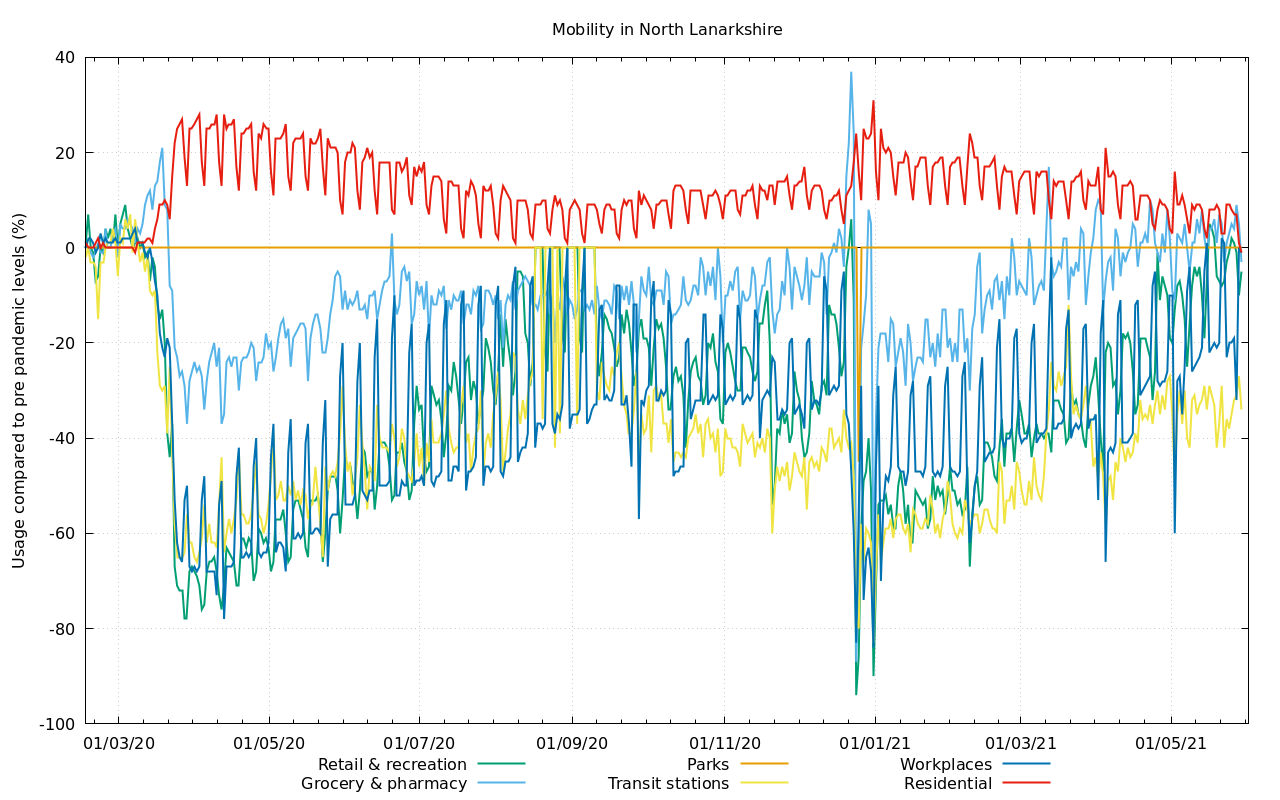 Mobility in North Lanarkshire
Usage compared to pre pandemic levels (%)
40
20
0
-20
-40
-60
-80
-100
01/03/20 01/05/20 01/07/20 01/09/20 01/11/20 01/01/21 01/03/21 01/05/21
Retail & recreation Parks Workplaces
Grocery & pharmacy Transit stations Residential